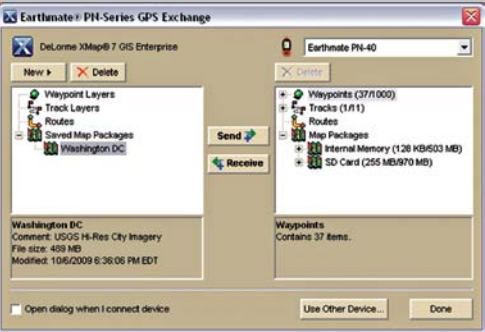 Earthmate® PN-Series GPS Exchange
DeLorme XMap® 7 GIS Enterprise
Earthmate PN-40
New
Delete
Delete
Waypoint Layers
Track Layers
Routes
Saved Map Packages
Washington DC
Send
Receive
Waypoints (37/1000)
Tracks (1/11)
Routes
Map Packages
Internal Memory (128 KB/503 MB)
SD Card (255 MB/970 MB)
Washington DC
Comment: USGS Hi-Res City Imagery
File size: 489 MB
Modified: 10/6/2009 6:36:06 PM EDT
Waypoints
Contains 37 items.
Open dialog when I connect device
Use Other Device...
Done